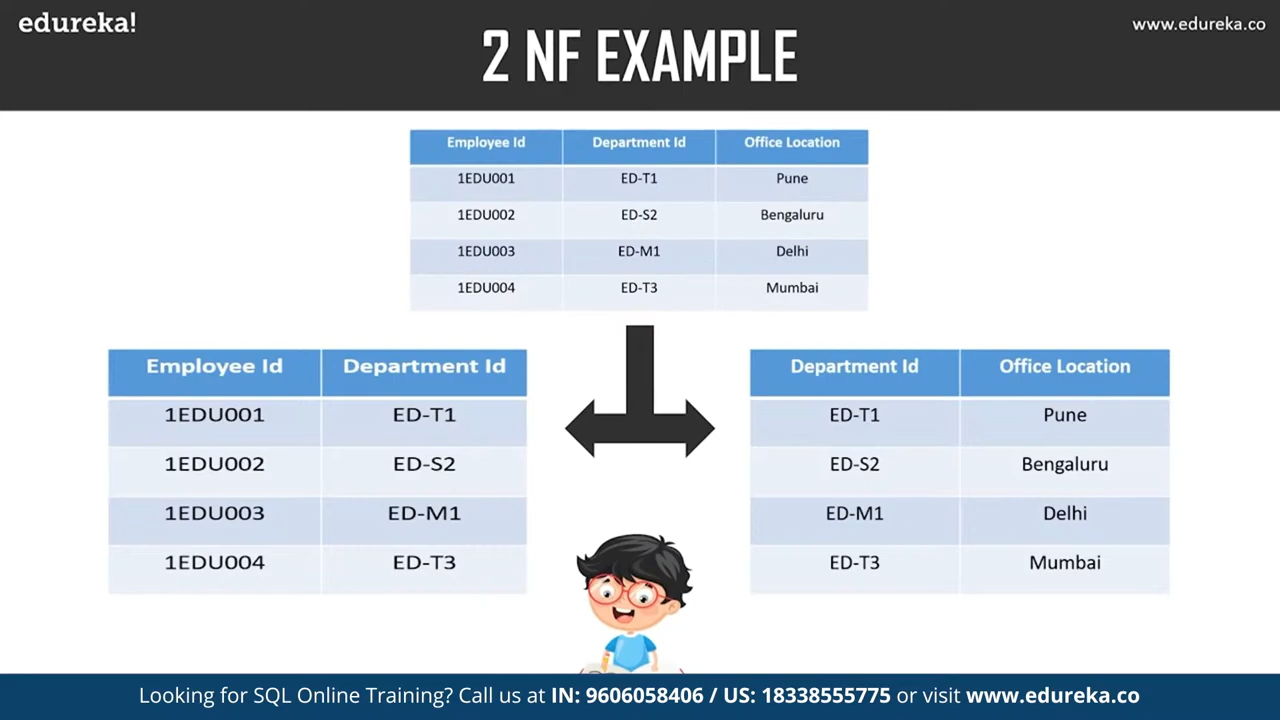 edureka!
www.edureka.co
2 NF EXAMPLE
Employee Id Department Id Office Location
1EDU001 ED-T1 Pune
1EDU002 ED-S2 Bengaluru
1EDU003 ED-M1 Delhi
1EDU004 ED-T3 Mumbai
Employee Id Department Id
1EDU001 ED-T1
1EDU002 ED-S2
1EDU003 ED-M1
1EDU004 ED-T3
Department Id Office Location
ED-T1 Pune
ED-S2 Bengaluru
ED-M1 Delhi
ED-T3 Mumbai
Looking for SQL Online Training? Call us at IN: 9606058406 / US: 18338555775 or visit www.edureka.co